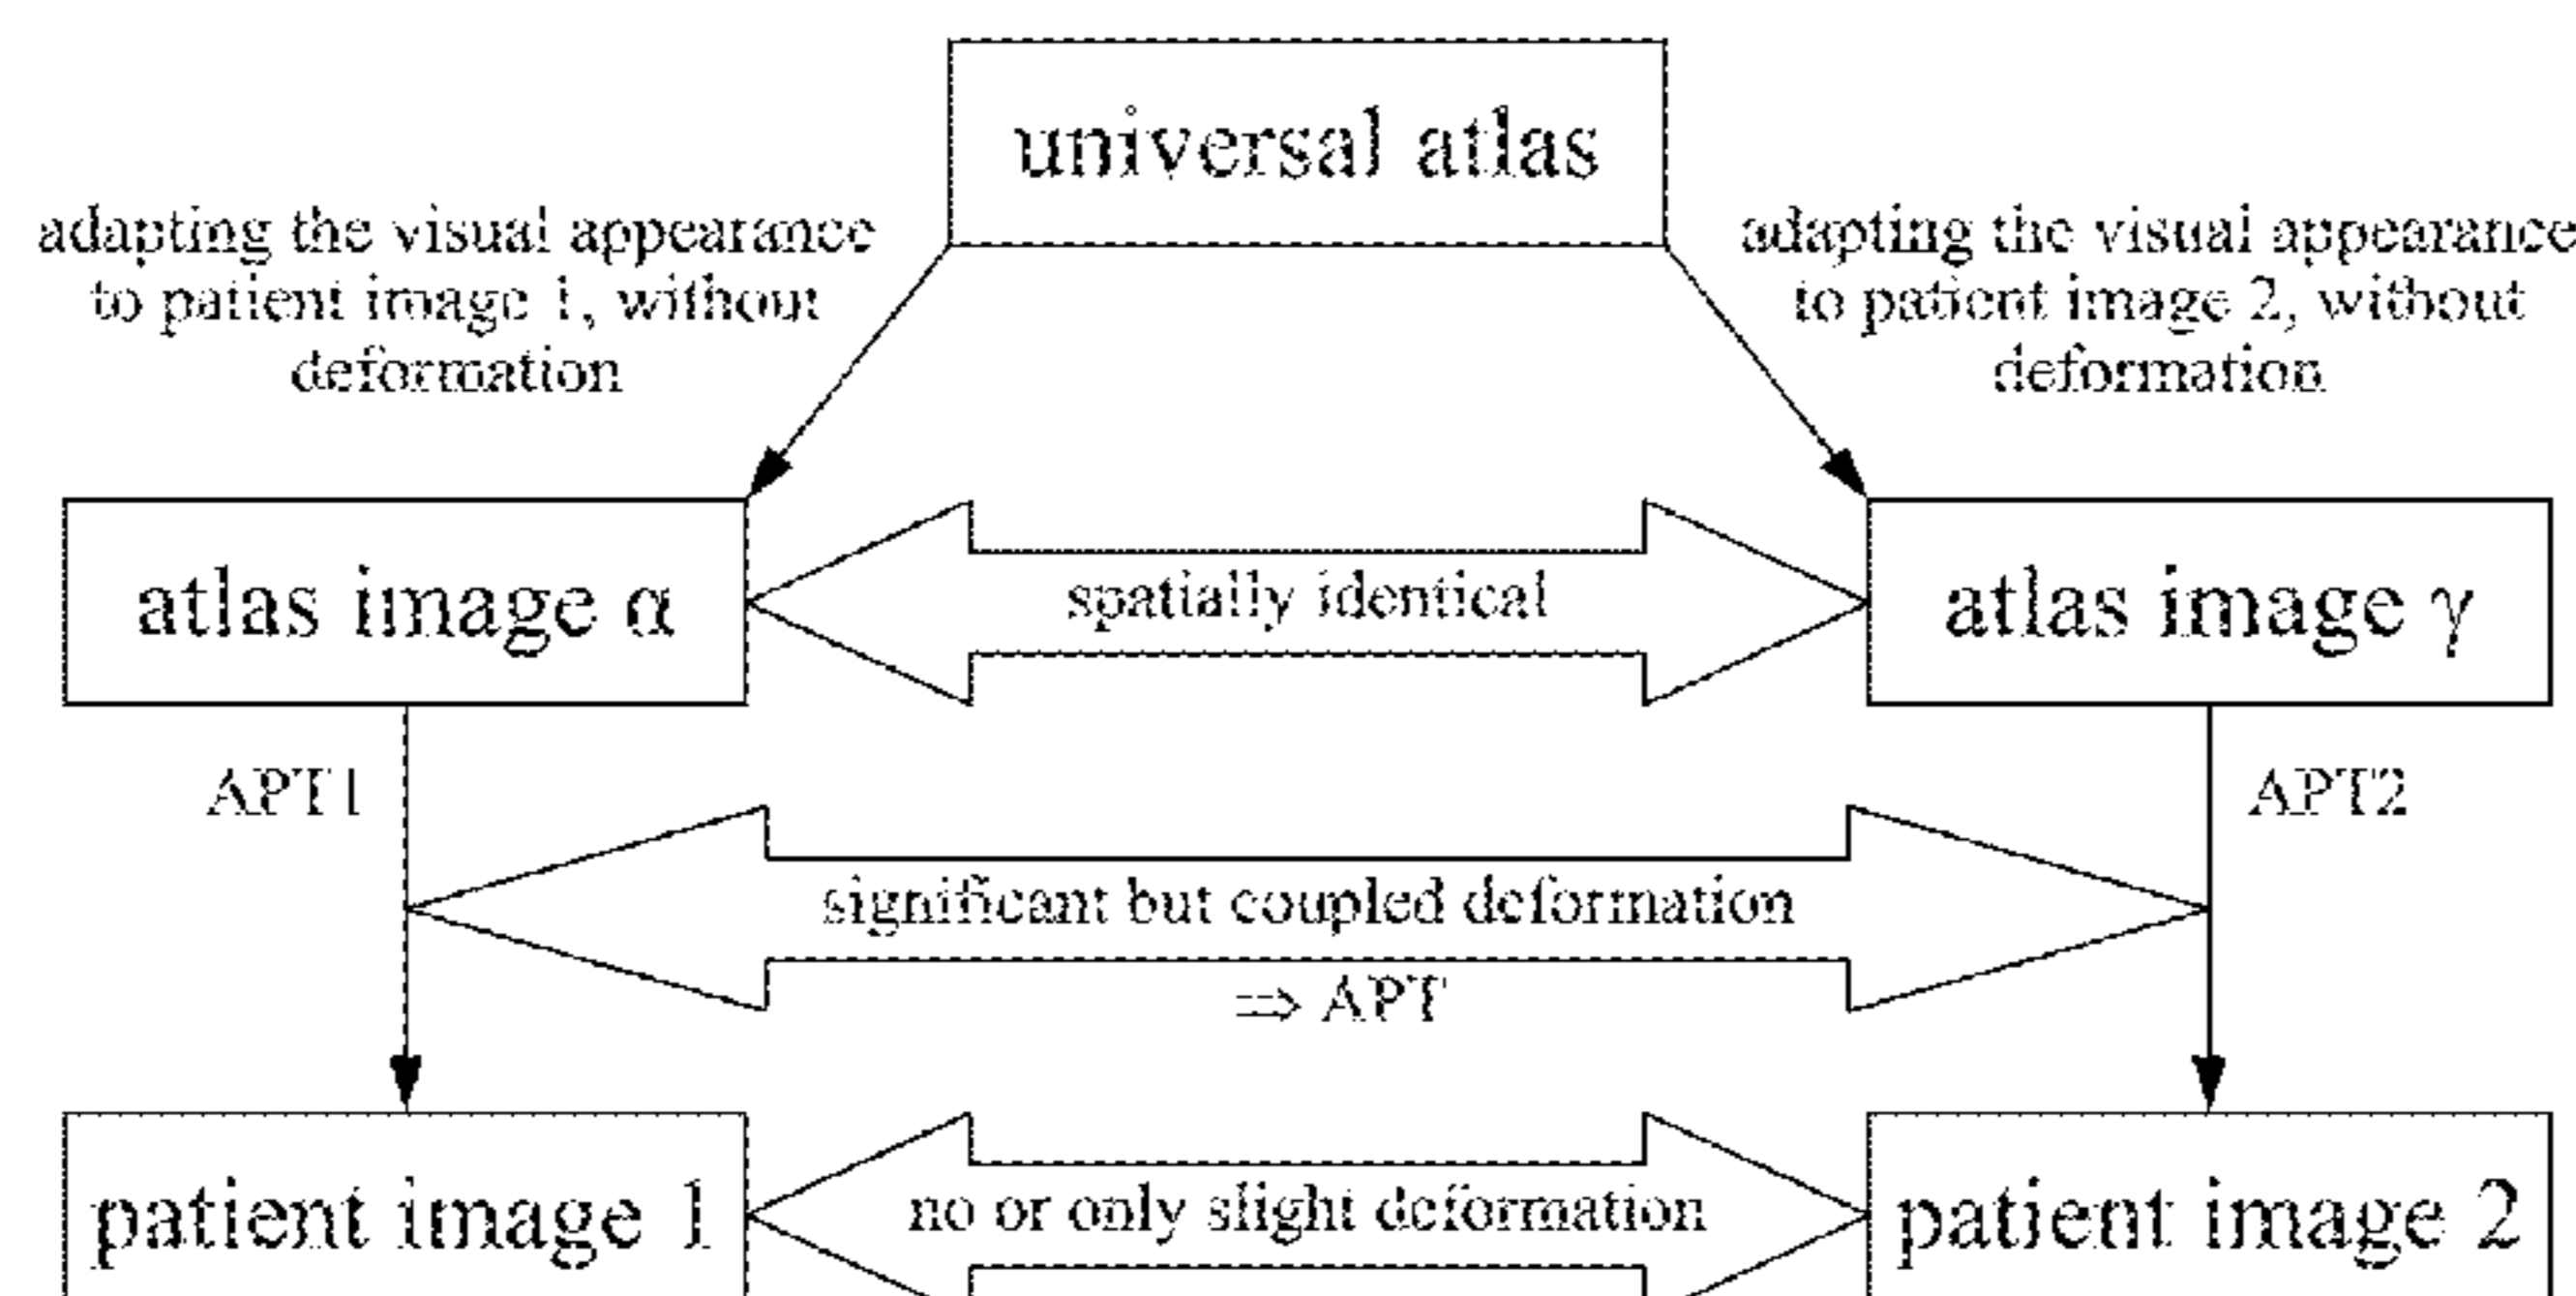 universal atlas
adapting the visual appearance
to patient image 1, without
deformation
adapting the visual appearance
to patient image 2, without
deformation
atlas image α
spatially identical
atlas image γ
APT1
APT2
significant but coupled deformation
⇒ APT
patient image 1
no or only slight deformation
patient image 2